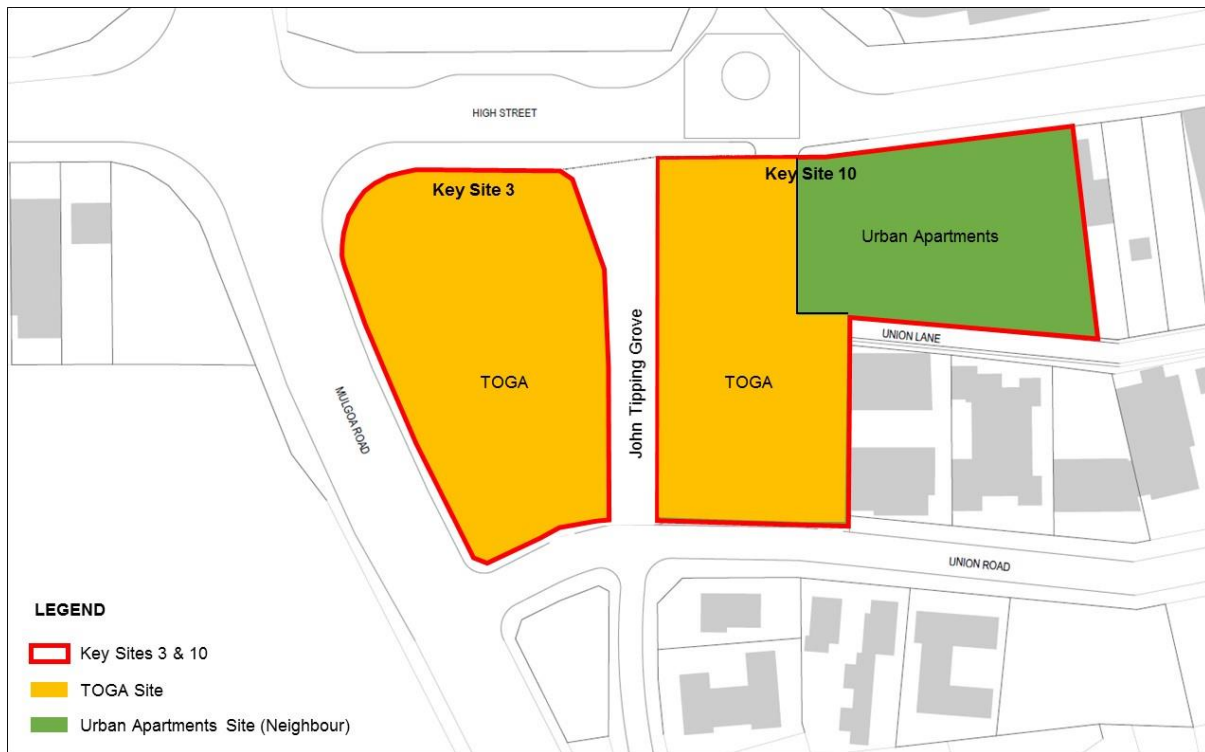 HIGH STREET
Key Site 3
Key Site 10
Urban Apartments
John Tipping Grove
UNION LANE
TOGA
TOGA
MULGOA ROAD
UNION ROAD
LEGEND
Key Sites 3 & 10
TOGA Site
Urban Apartments Site (Neighbour)